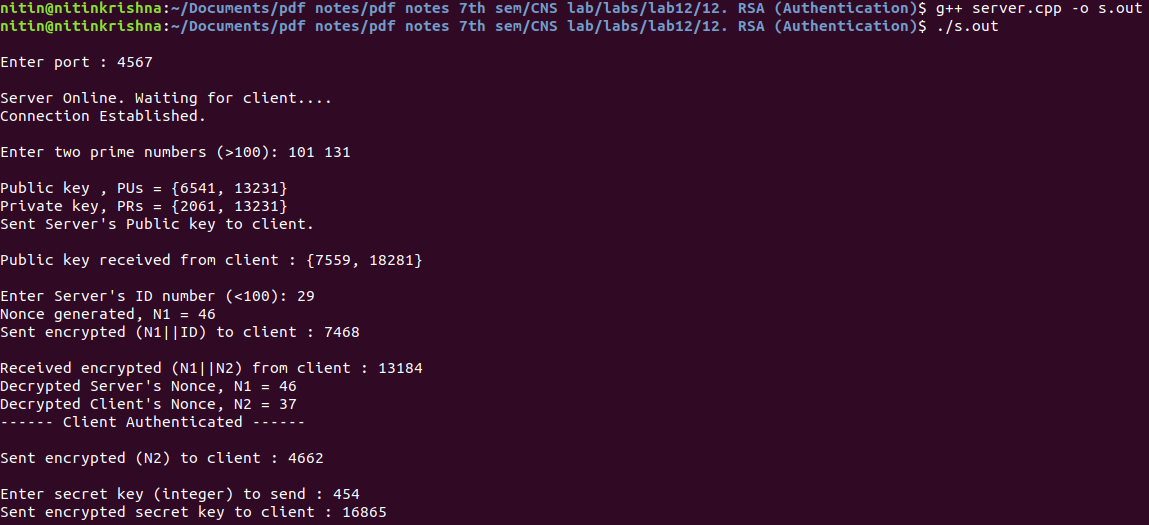 nitin@nitinkrishna:~/Documents/pdf notes/pdf notes 7th sem/CNS lab/labs/lab12/12. RSA (Authentication)$ g++ server.cpp -o s.out
nitin@nitinkrishna:~/Documents/pdf notes/pdf notes 7th sem/CNS lab/labs/lab12/12. RSA (Authentication)$ ./s.out
Enter port : 4567
Server Online. Waiting for client....
Connection Established.
Enter two prime numbers (>100): 101 131
Public key , PUs = {6541, 13231}
Private key, PRs = {2061, 13231}
Sent Server's Public key to client.
Public key received from client : {7559, 18281}
Enter Server's ID number (<100): 29
Nonce generated, N1 = 46
Sent encrypted (N1||ID) to client : 7468
Received encrypted (N1||N2) from client : 13184
Decrypted Server's Nonce, N1 = 46
Decrypted Client's Nonce, N2 = 37
------ Client Authenticated ------
Sent encrypted (N2) to client : 4662
Enter secret key (integer) to send : 454
Sent encrypted secret key to client : 16865